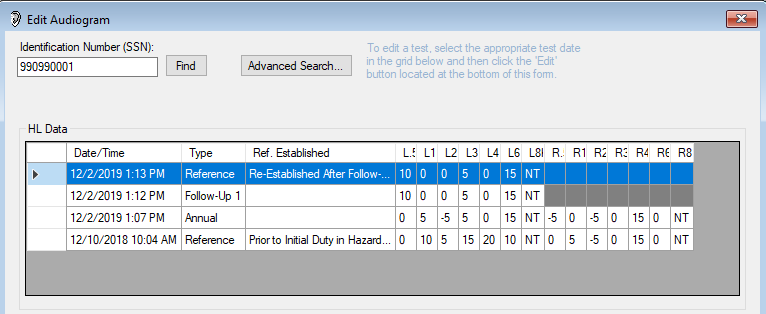 Edit Audiogram
Identification Number (SSN):
990990001
Find
Advanced Search...
To edit a test, select the appropriate test date
in the grid below and then click the 'Edit'
button located at the bottom of this form.
HL Data
Date/Time Type Ref. Established L.5 L1 L2 L3 L4 L6 L8 R.5 R1 R2 R3 R4 R6 R8
12/2/2019 1:13 PM Reference Re-Established After Follow-... 10 0 0 5 0 15 NT
12/2/2019 1:12 PM Follow-Up 1 10 0 0 5 0 15 NT
12/2/2019 1:07 PM Annual 0 5 -5 5 0 15 NT -5 0 -5 0 15 0 NT
12/10/2018 10:04 AM Reference Prior to Initial Duty in Hazard... 0 10 5 15 20 10 NT 0 5 -5 0 15 0 NT